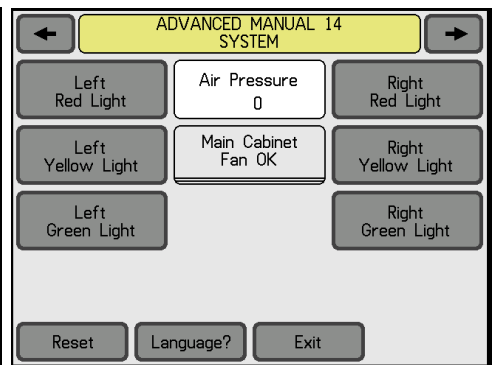 ADVANCED MANUAL 14
SYSTEM
Left
Red Light
Air Pressure
0
Right
Red Light
Left
Yellow Light
Main Cabinet
Fan OK
Right
Yellow Light
Left
Green Light
Right
Green Light
Reset
Language?
Exit